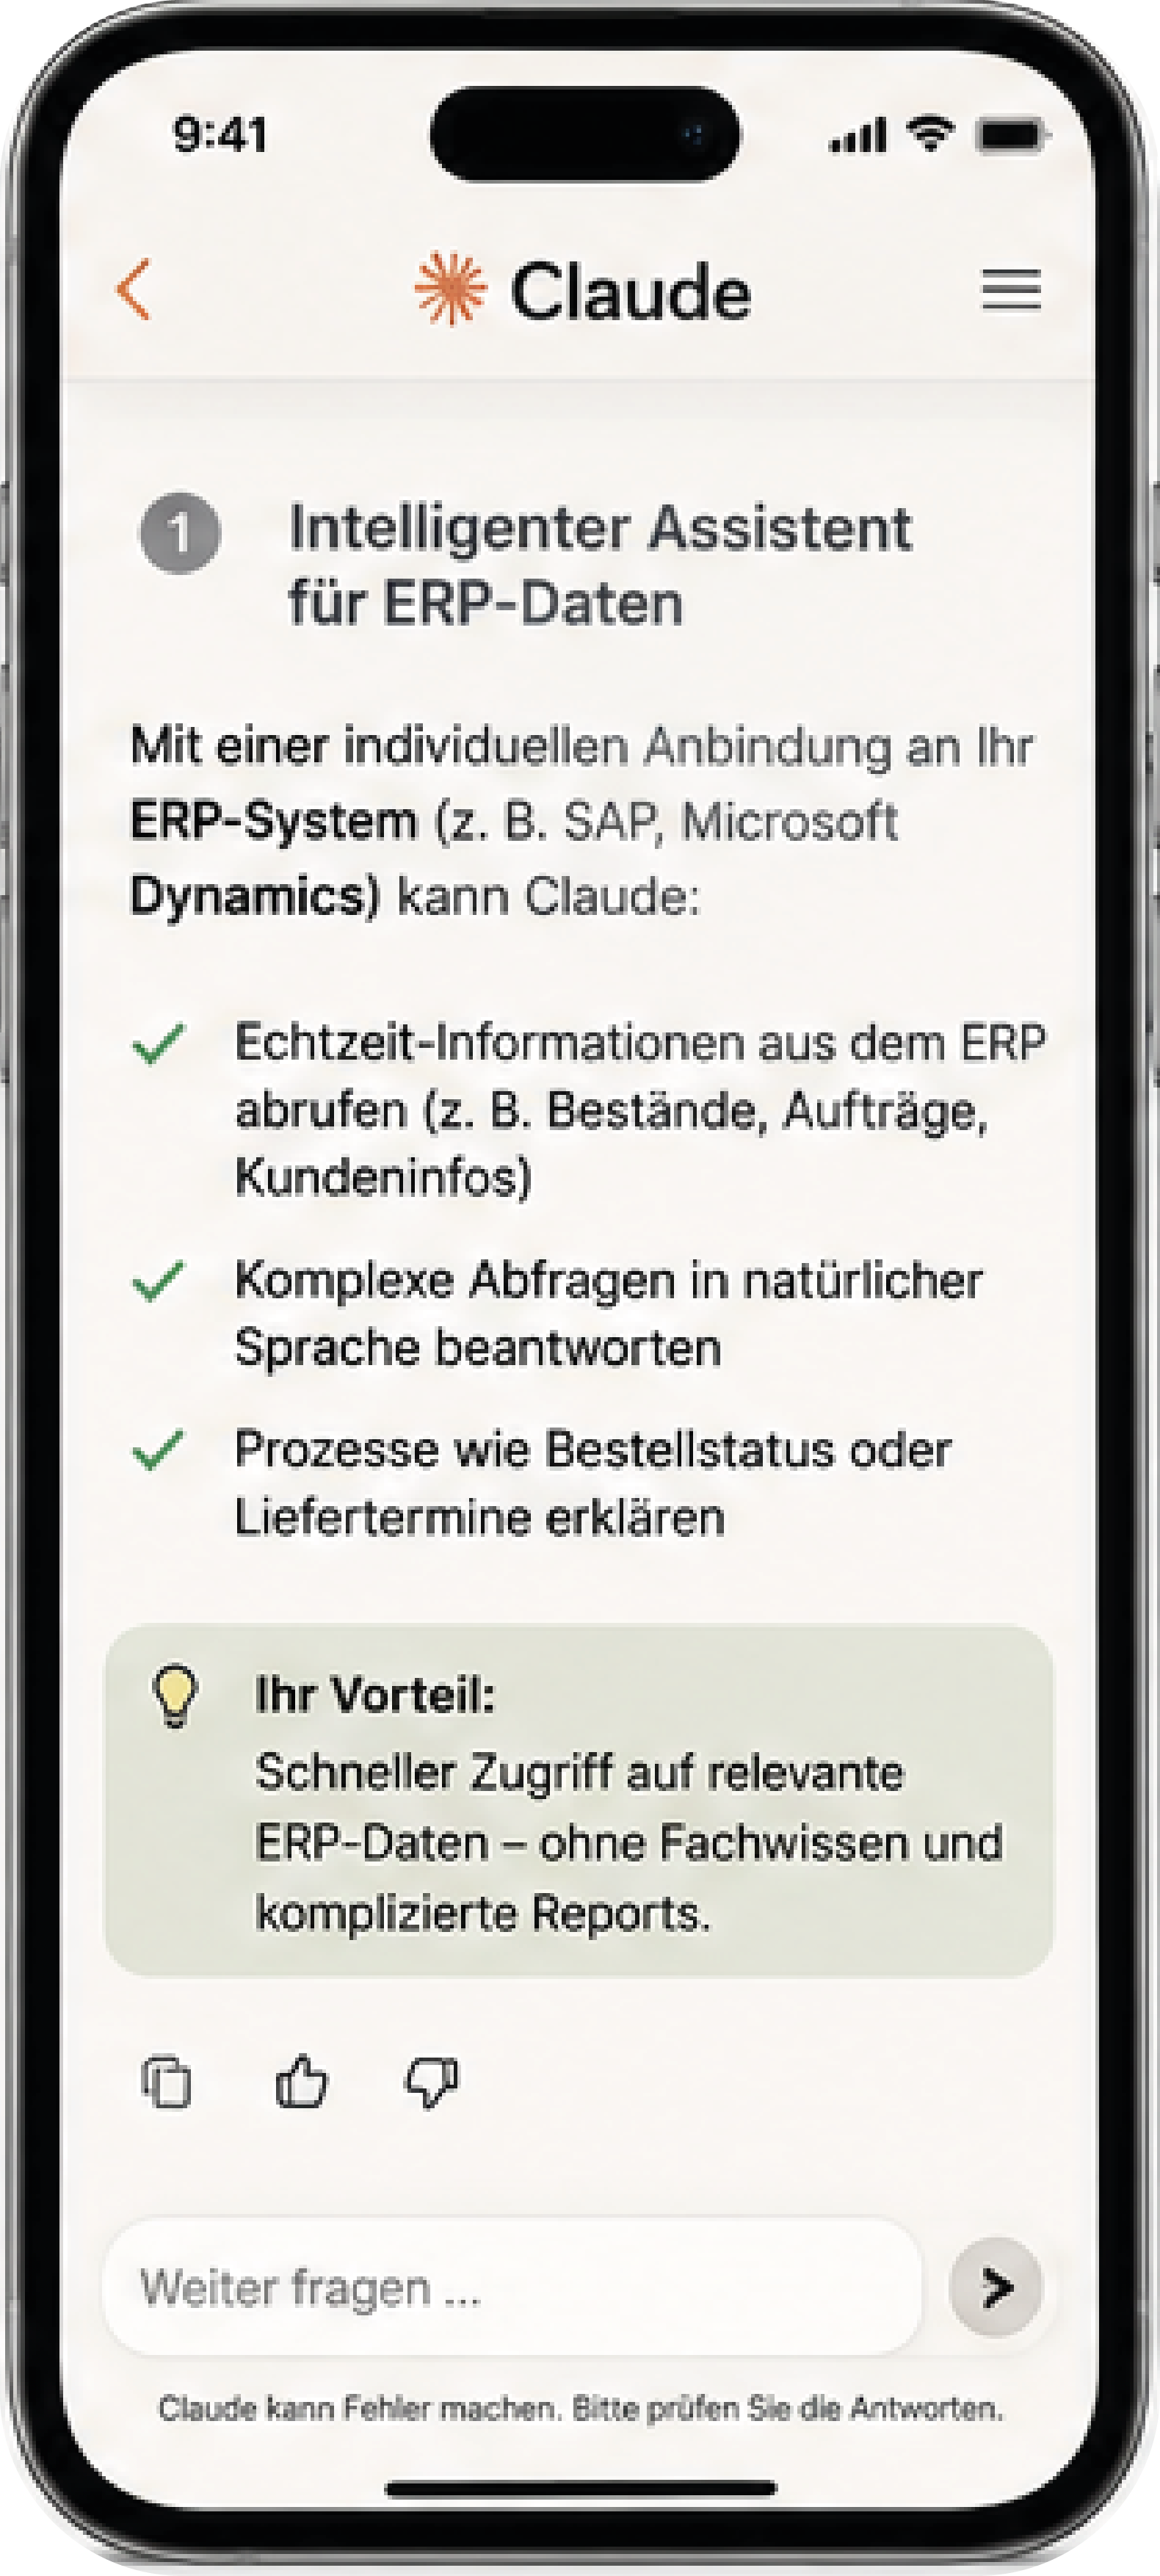 9:41
Claude
1 Intelligenter Assistent
für ERP-Daten
Mit einer individuellen Anbindung an Ihr
ERP-System (z. B. SAP, Microsoft
Dynamics) kann Claude:
Echtzeit-Informationen aus dem ERP
abrufen (z. B. Bestände, Aufträge,
Kundeninfos)
Komplexe Abfragen in natürlicher
Sprache beantworten
Prozesse wie Bestellstatus oder
Liefertermine erklären
Ihr Vorteil:
Schneller Zugriff auf relevante
ERP-Daten – ohne Fachwissen und
komplizierte Reports.
Weiter fragen ...
Claude kann Fehler machen. Bitte prüfen Sie die Antworten.